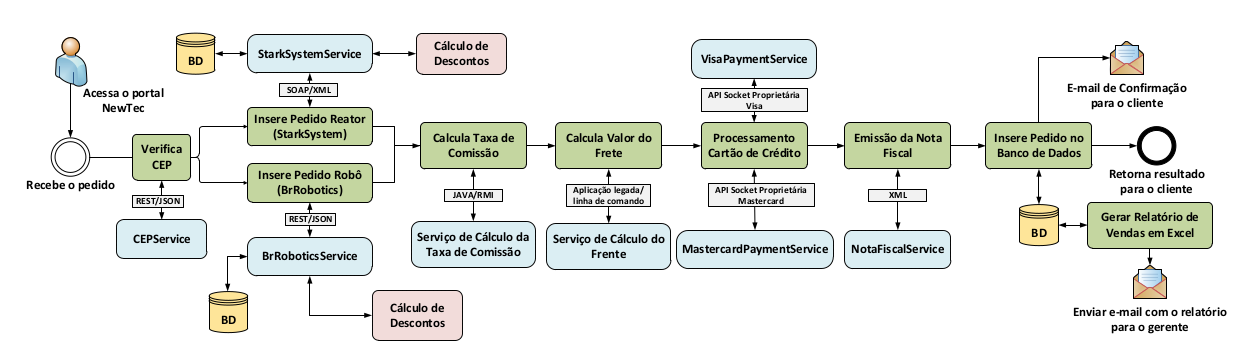 Acessa o portal
NewTec
Recebe o pedido
Verifica
CEP
REST/JSON
CEPService
BD
StarkSystemService
Cálculo de
Descontos
SOAP/XML
Insere Pedido Reator
(StarkSystem)
Insere Pedido Robô
(BrRobotics)
REST/JSON
BrRoboticsService
BD
Cálculo de
Descontos
Calcula Taxa de
Comissão
JAVA/RMI
Serviço de Cálculo da
Taxa de Comissão
Calcula Valor do
Frete
Aplicação legada/
linha de comando
Serviço de Cálculo do
Frente
VisaPaymentService
API Socket Proprietária
Visa
Processamento
Cartão de Crédito
API Socket Proprietária
Mastercard
MastercardPaymentService
Emissão da Nota
Fiscal
XML
NotaFiscalService
Insere Pedido no
Banco de Dados
E-mail de Confirmação
para o cliente
Retorna resultado
para o cliente
BD
Gerar Relatório de
Vendas em Excel
Enviar e-mail com o relatório
para o gerente